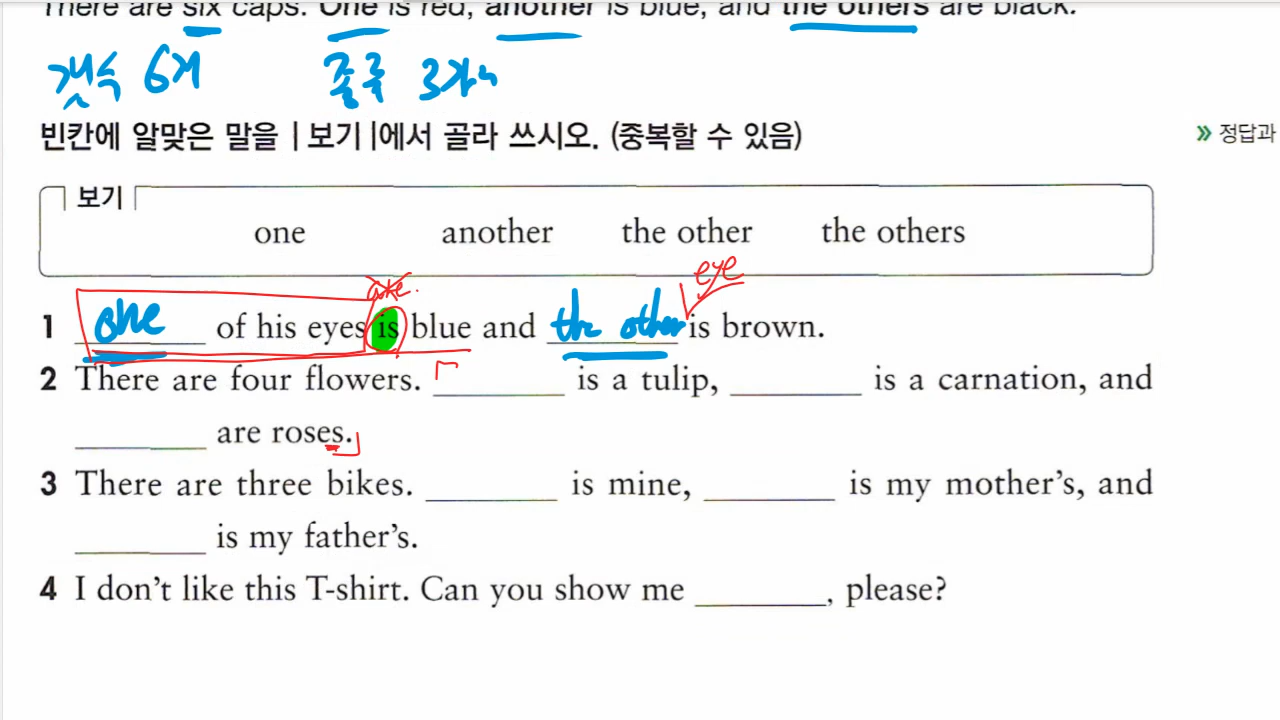 There are six caps. One is red, another is blue, and the others are black.
갯수 6개 종류 3가지
빈칸에 알맞은 말을 |보기|에서 골라 쓰시오. (중복할 수 있음)
» 정답과
보기
one another the other the others
are. eye
1 one of his eyes is blue and the other is brown.
2 There are four flowers. ________ is a tulip, ________ is a carnation, and
________ are roses.
3 There are three bikes. ________ is mine, ________ is my mother's, and
________ is my father's.
4 I don't like this T-shirt. Can you show me ________, please?